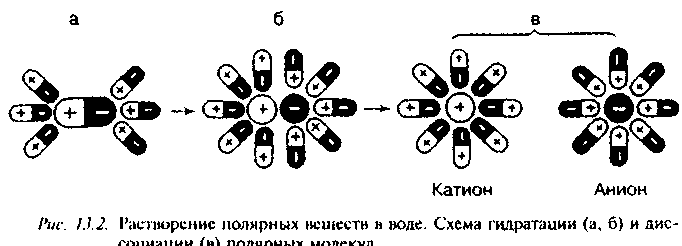 а б в
Катион Анион
Рис. 13.2. Растворение полярных веществ в воде. Схема гидратации (а, б) и дис-
социации (в) полярных молекул